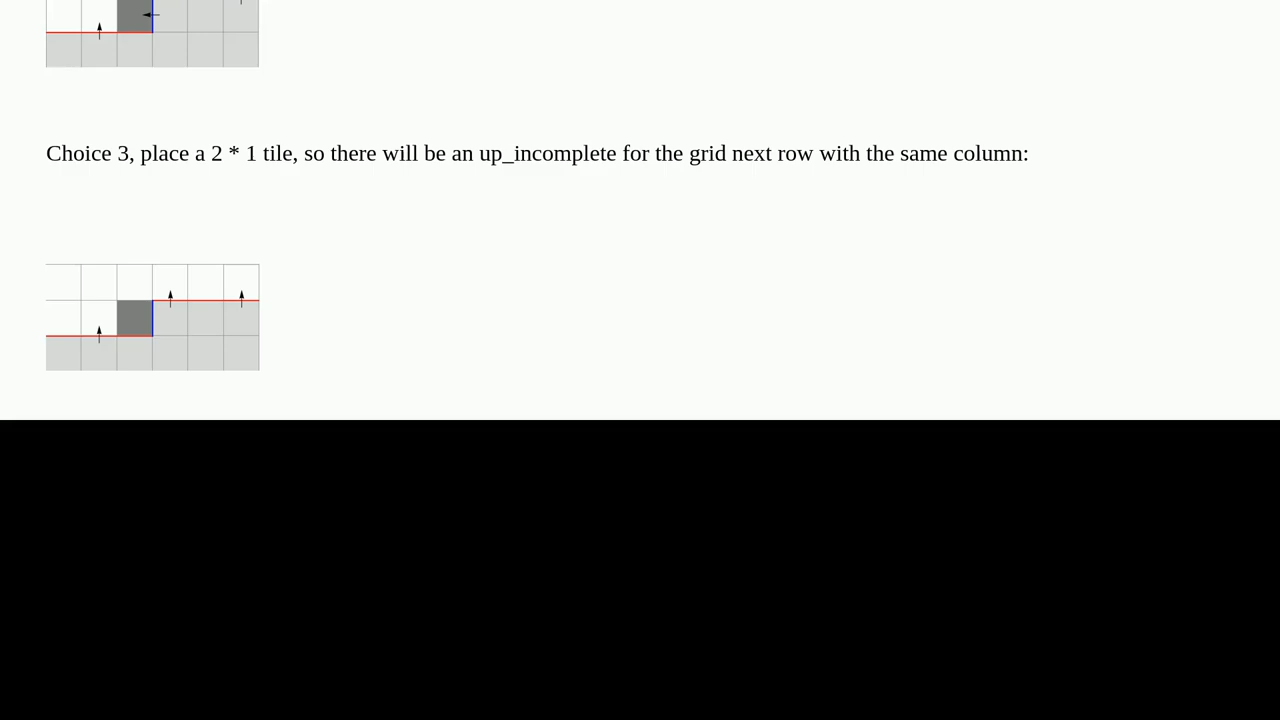 Choice 3, place a 2 * 1 tile, so there will be an up_incomplete for the grid next row with the same column: